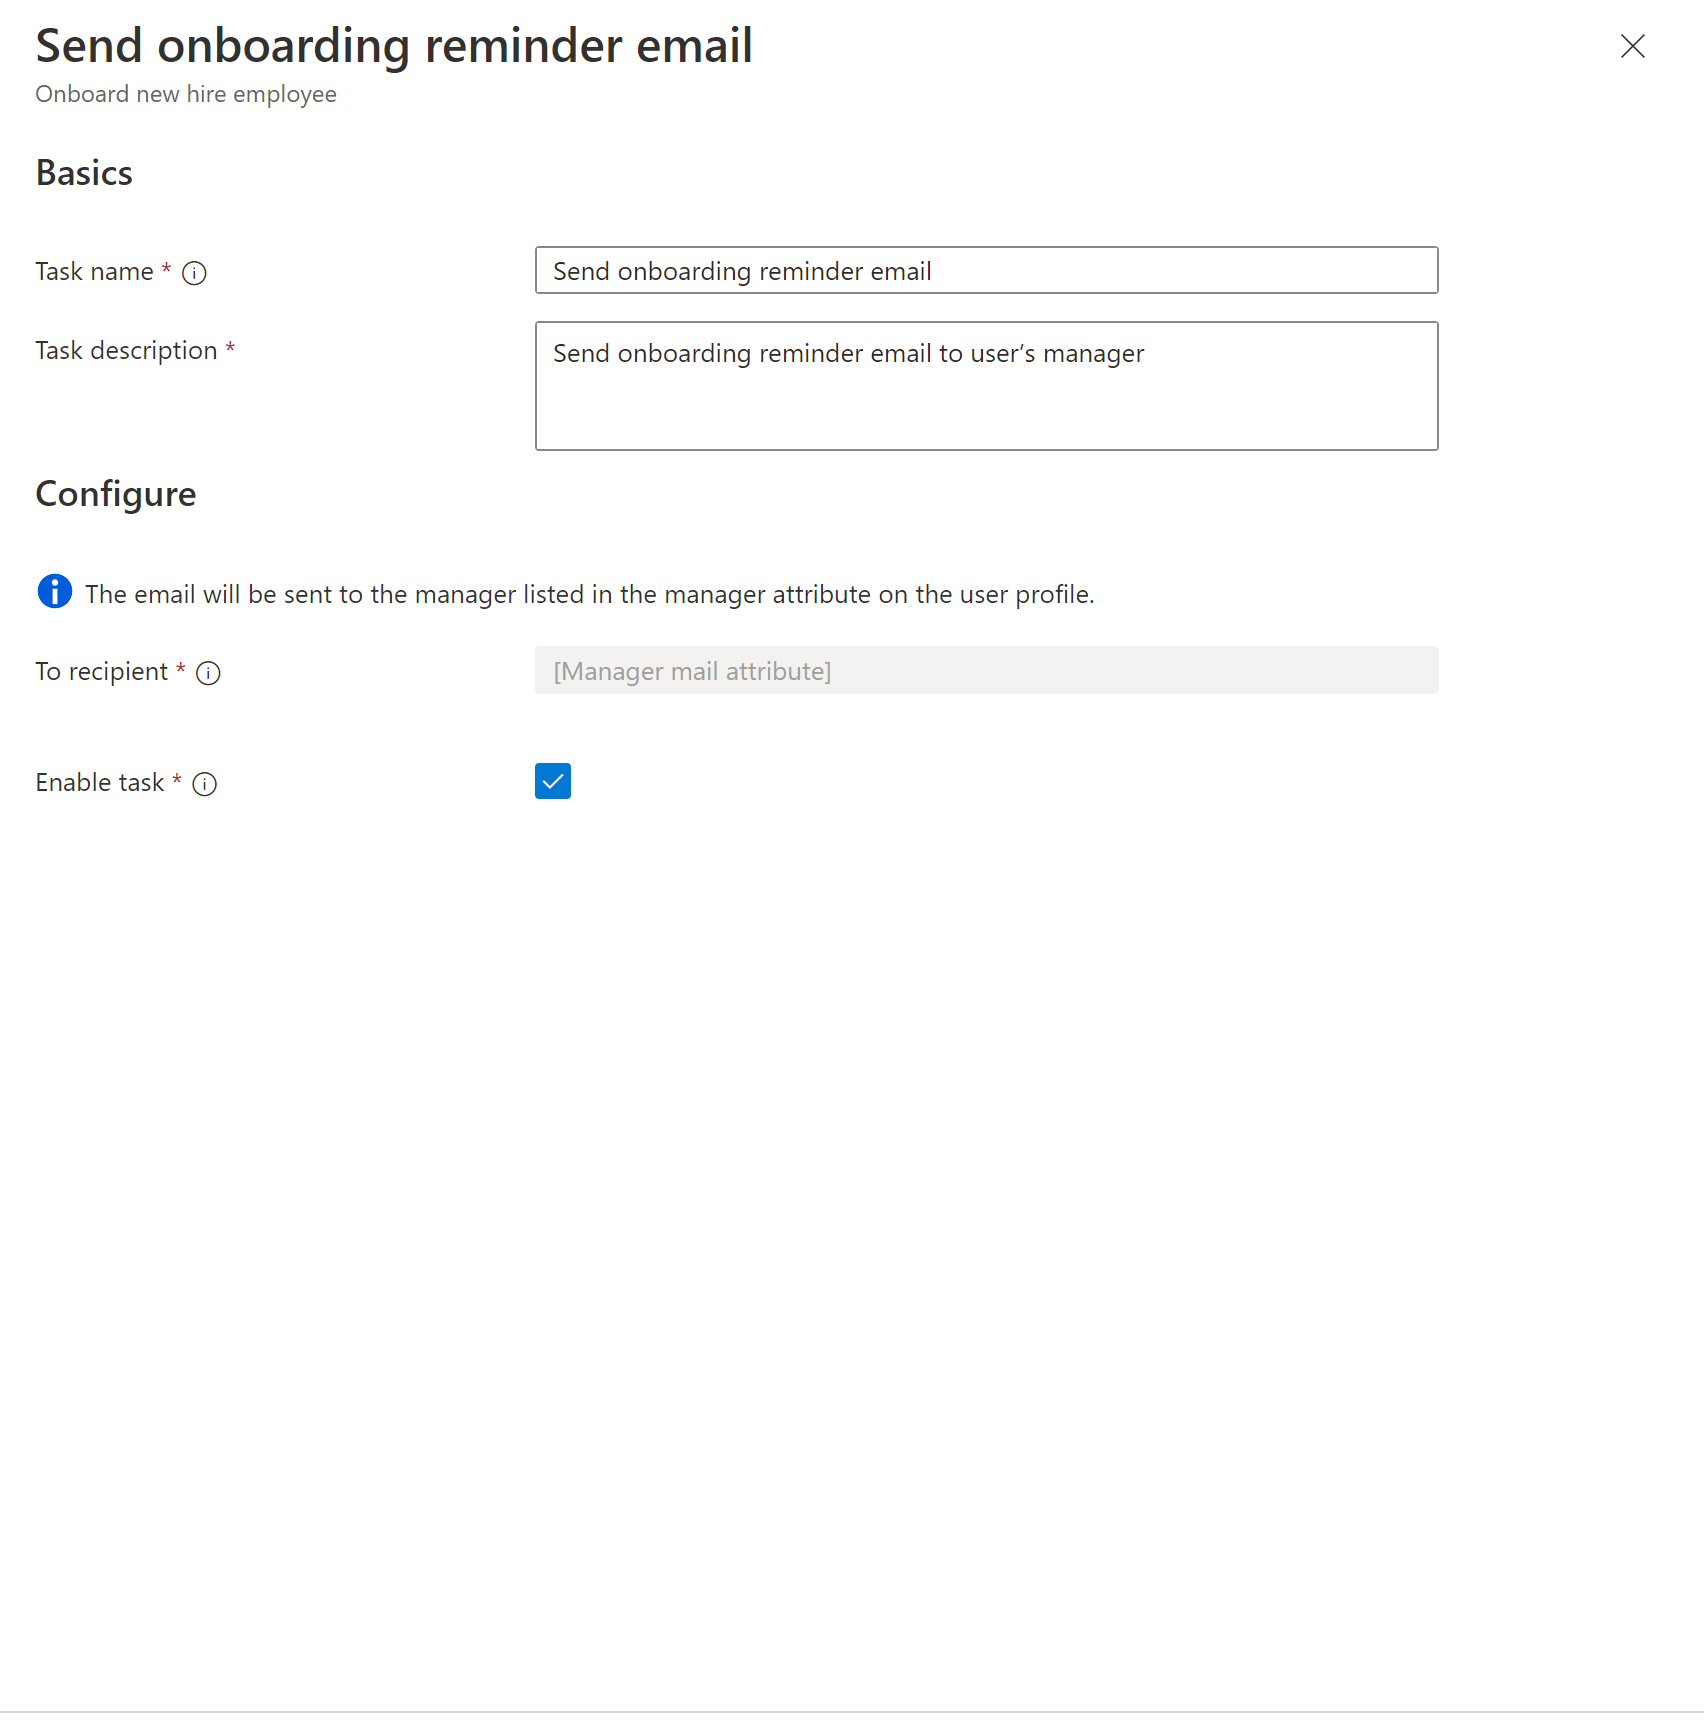 Send onboarding reminder email
Onboard new hire employee
Basics
Task name *
Send onboarding reminder email
Task description *
Send onboarding reminder email to user’s manager
Configure
The email will be sent to the manager listed in the manager attribute on the user profile.
To recipient *
[Manager mail attribute]
Enable task *